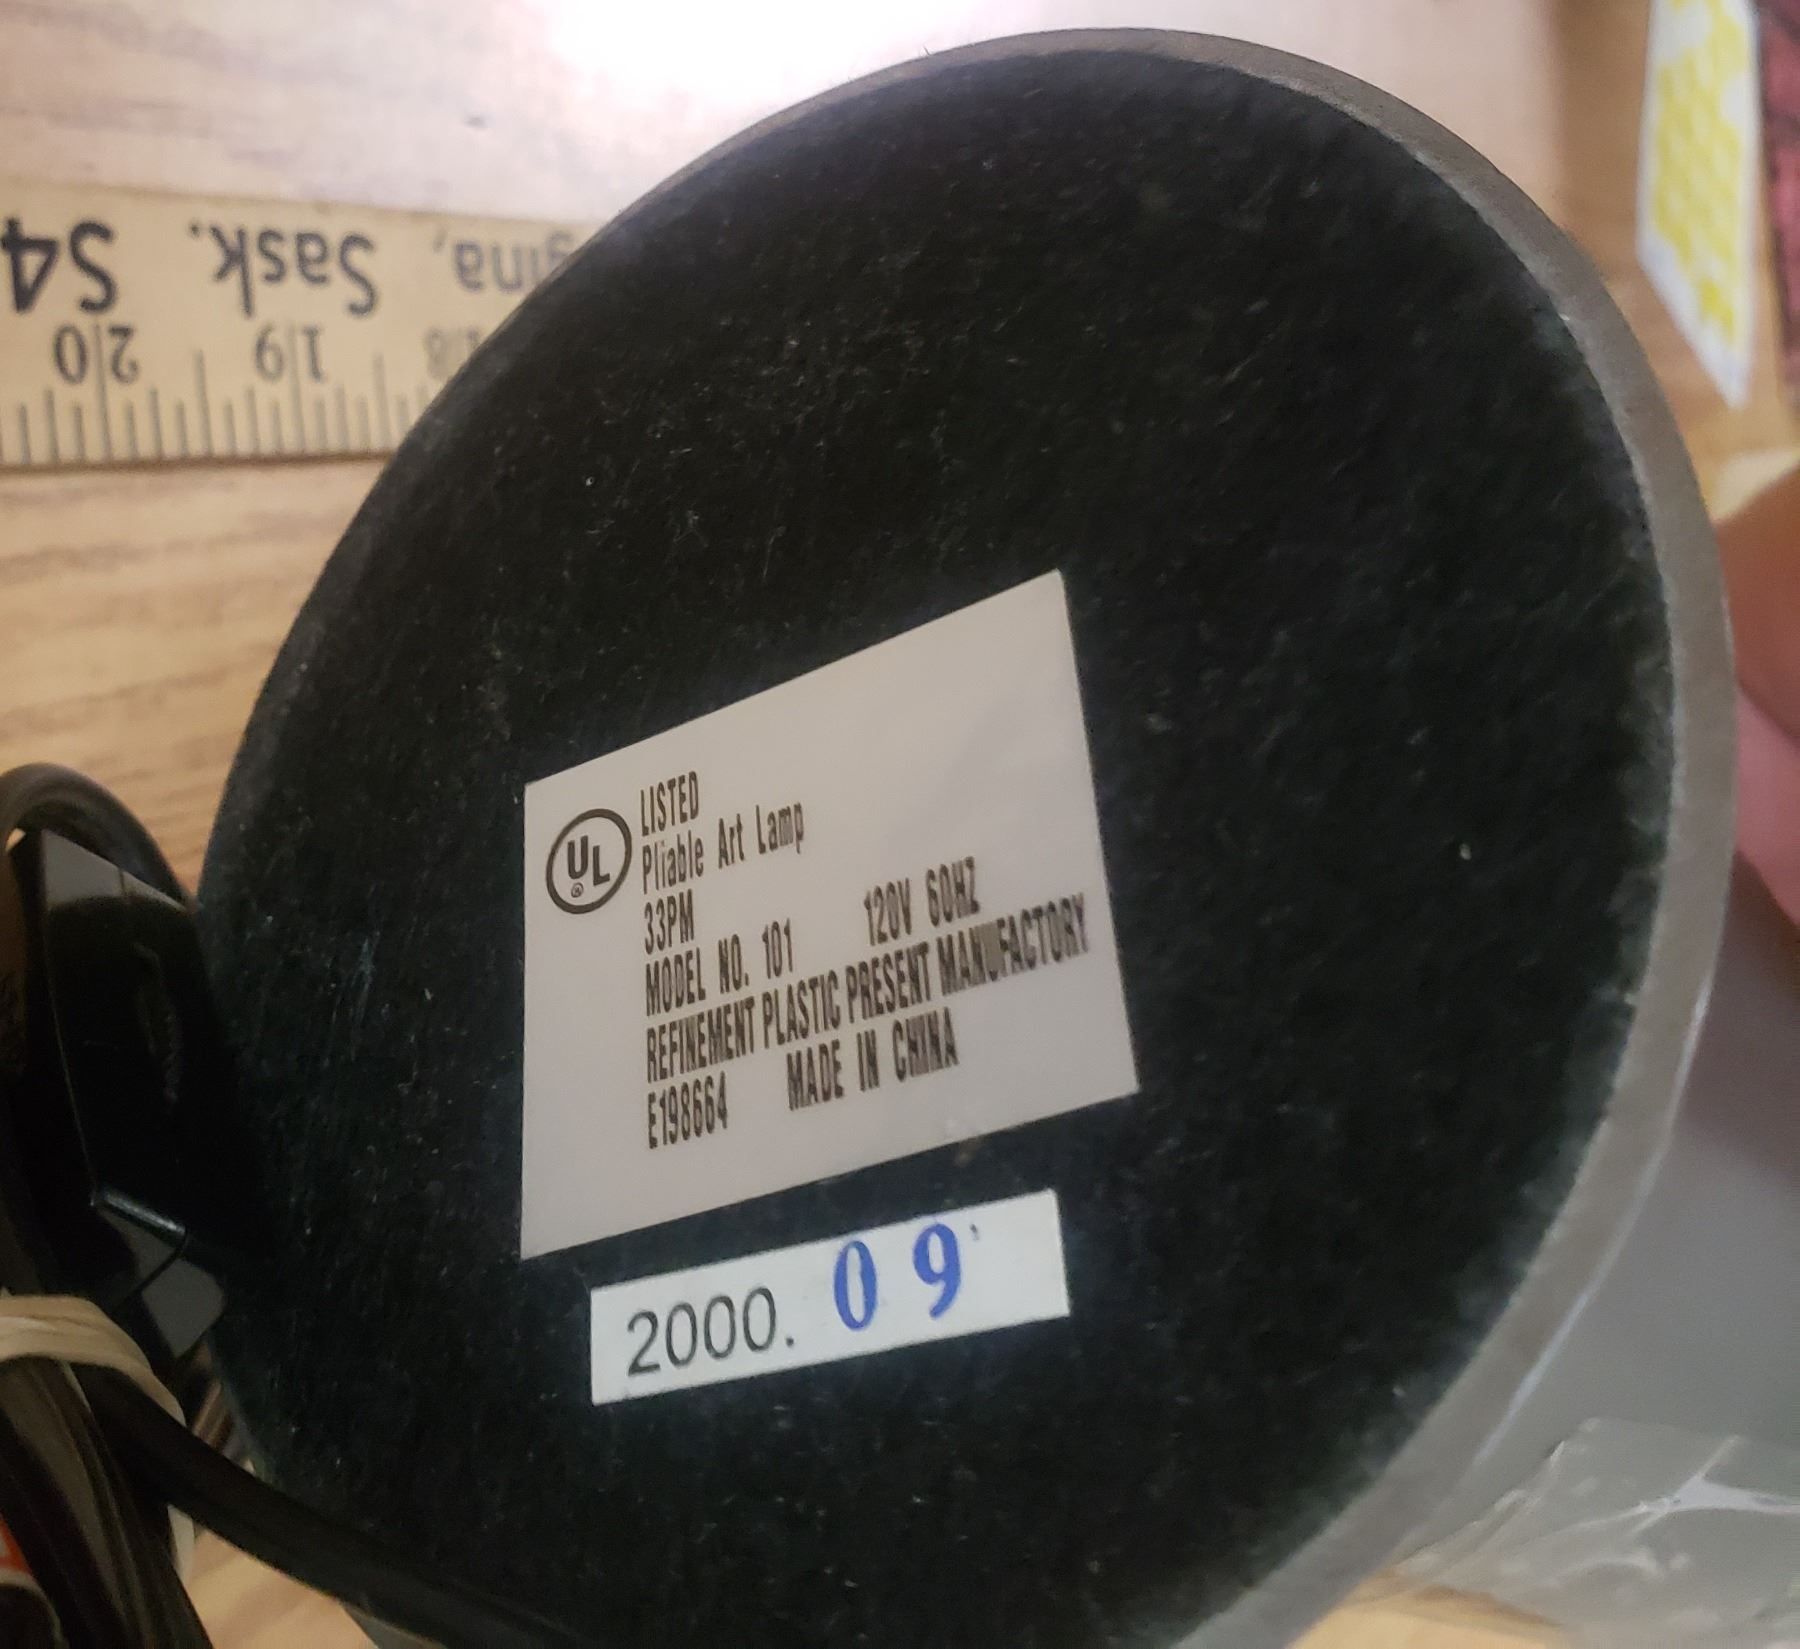 gina, Sask. S4
18 19 20
UL LISTED
®
Pliable Art Lamp
33PM
MODEL NO. 101 120V 60HZ
REFINEMENT PLASTIC PRESENT MANUFACTORY
E198664 MADE IN CHINA
2000. 09